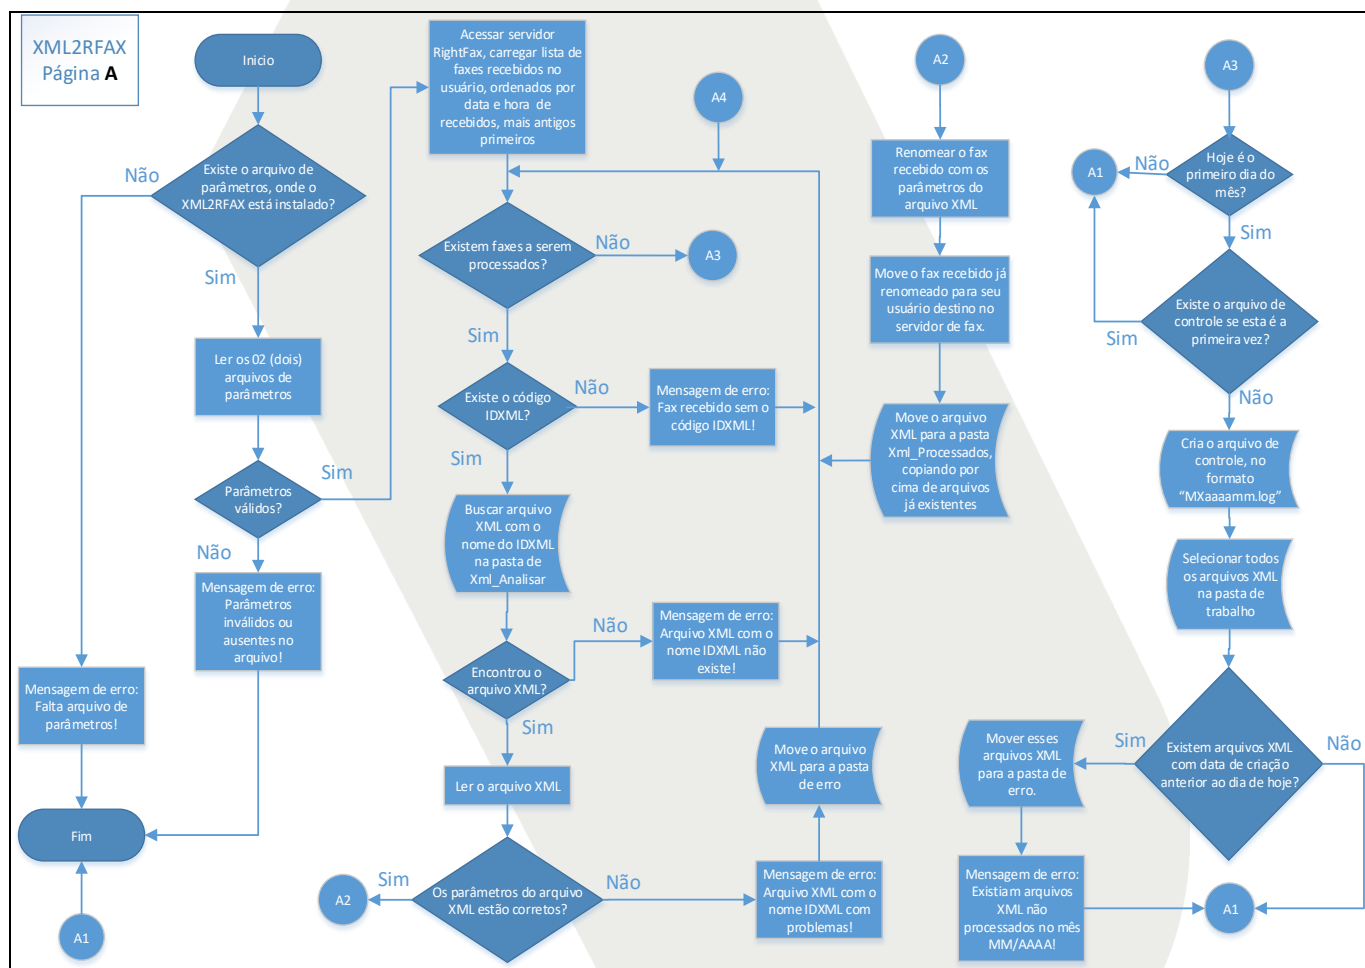 XML2RFAX
Página A
Inicio
Existe o arquivo de
parâmetros, onde o
XML2RFAX está instalado?
Não
Sim
Ler os 02 (dois)
arquivos de
parâmetros
Parâmetros
válidos?
Sim
Não
Mensagem de erro:
Parâmetros
inválidos ou
ausentes no
arquivo!
Mensagem de erro:
Falta arquivo de
parâmetros!
Fim
A1
Acessar servidor
RightFax, carregar lista de
faxes recebidos no
usuário, ordenados por
data e hora de
recebidos, mais antigos
primeiros
A4
Existem faxes a serem
processados?
Não
A3
Sim
Existe o código
IDXML?
Não
Mensagem de erro:
Fax recebido sem o
código IDXML!
Sim
Buscar arquivo
XML com o
nome do IDXML
na pasta de
Xml_Analisar
Encontrou o
arquivo XML?
Não
Mensagem de erro:
Arquivo XML com o
nome IDXML não
existe!
Sim
Ler o arquivo XML
Os parâmetros do arquivo
XML estão corretos?
Sim
A2
Não
Mensagem de erro:
Arquivo XML com o
nome IDXML com
problemas!
Move o arquivo
XML para a pasta
de erro
A2
Renomear o fax
recebido com os
parâmetros do
arquivo XML
Move o fax recebido já
renomeado para seu
usuário destino no
servidor de fax.
Move o arquivo
XML para a pasta
Xml_Processados,
copiando por
cima de arquivos
já existentes
A3
Hoje é o
primeiro dia do
mês?
Não
A1
Sim
Existe o arquivo de
controle se esta é a
primeira vez?
Sim
Não
Cria o arquivo de
controle, no
formato
“MXaaaamm.log”
Selecionar todos
os arquivos XML
na pasta de
trabalho
Existem arquivos XML
com data de criação
anterior ao dia de hoje?
Sim
Não
Mover esses
arquivos XML
para a pasta de
erro.
Mensagem de erro:
Existiam arquivos
XML não
processados no mês
MM/AAAA!
A1